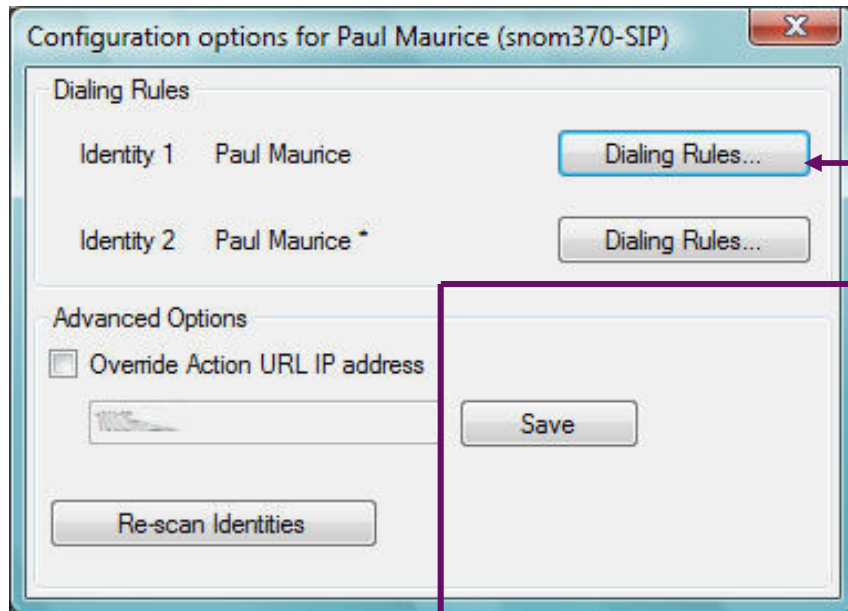 Configuration options for Paul Maurice (snom370-SIP)
Dialing Rules
Identity 1 Paul Maurice Dialing Rules...
Identity 2 Paul Maurice * Dialing Rules...
Advanced Options
Override Action URL IP address
Save
Re-scan Identities